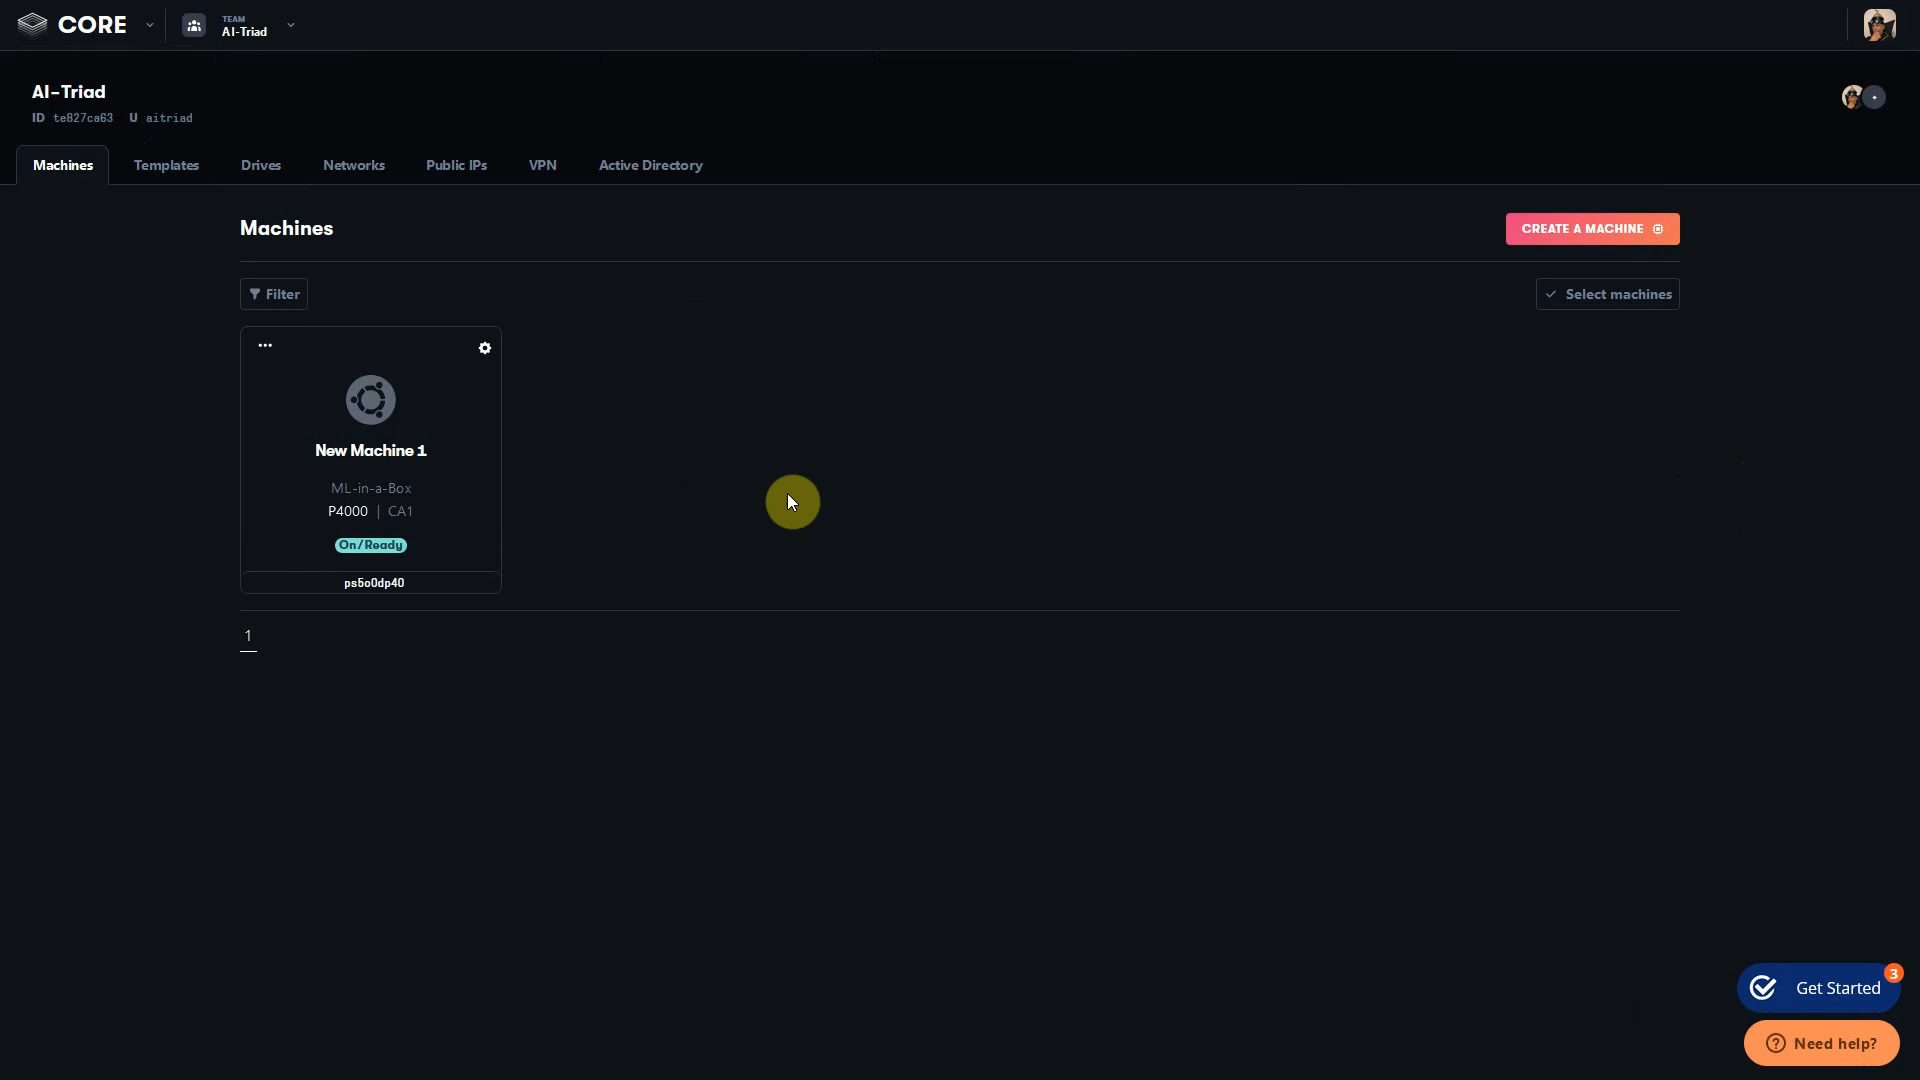 CORE
TEAM
AI-Triad
AI-Triad
ID te827ca63 U aitriad
Machines Templates Drives Networks Public IPs VPN Active Directory
Machines
CREATE A MACHINE
Filter
Select machines
New Machine 1
ML-in-a-Box
P4000 | CA1
On/Ready
ps5o0dp40
1
3
Get Started
Need help?